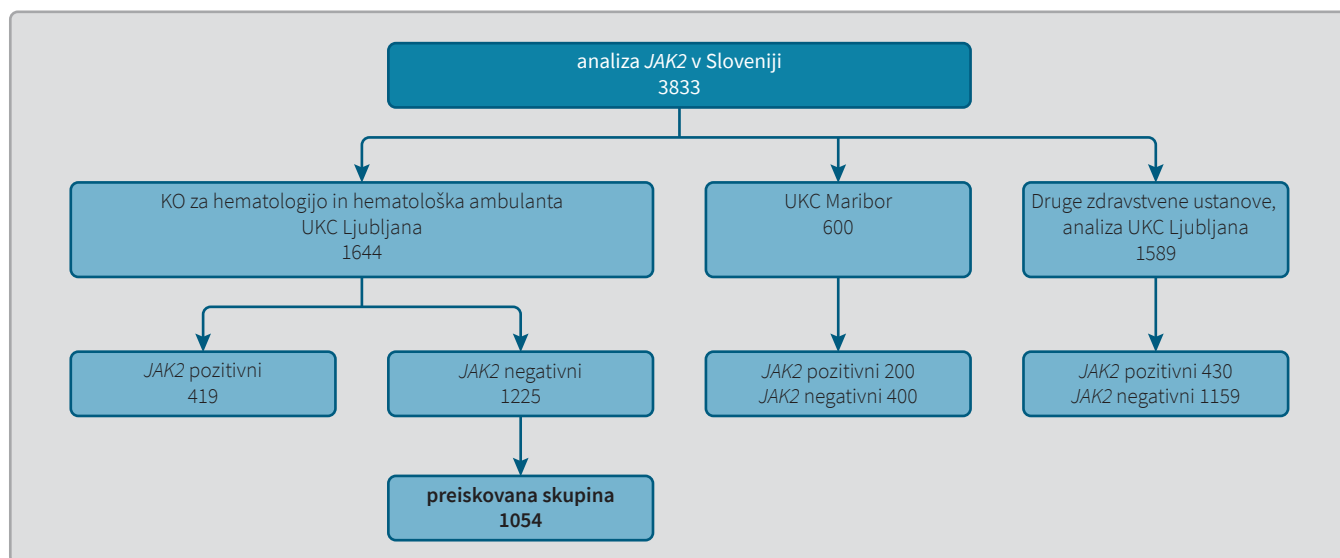 analiza JAK2 v Sloveniji
3833
KO za hematologijo in hematološka ambulanta
UKC Ljubljana
1644
UKC Maribor
600
Druge zdravstvene ustanove,
analiza UKC Ljubljana
1589
JAK2 pozitivni
419
JAK2 negativni
1225
JAK2 pozitivni 200
JAK2 negativni 400
JAK2 pozitivni 430
JAK2 negativni 1159
preiskovana skupina
1054